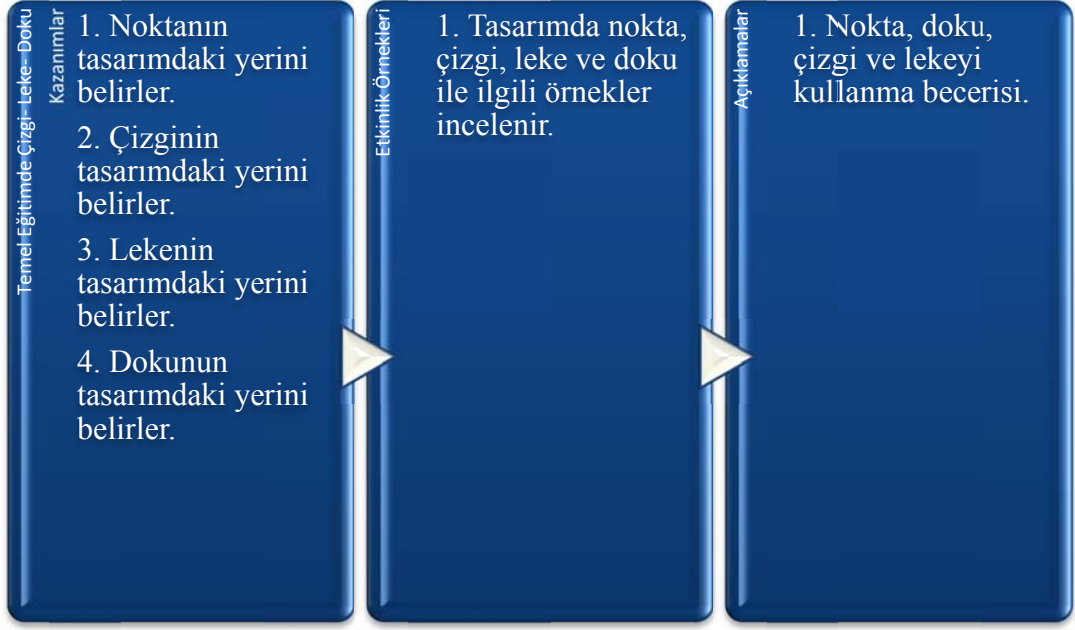 Temel Eğitimde Çizgi- Leke- Doku
Kazanımlar
1. Noktanın
tasarımdaki yerini
belirler.
2. Çizginin
tasarımdaki yerini
belirler.
3. Lekenin
tasarımdaki yerini
belirler.
4. Dokunun
tasarımdaki yerini
belirler.
Etkinlik Örnekleri
1. Tasarımda nokta,
çizgi, leke ve doku
ile ilgili örnekler
incelenir.
Açıklamalar
1. Nokta, doku,
çizgi ve lekeyi
kullanma becerisi.